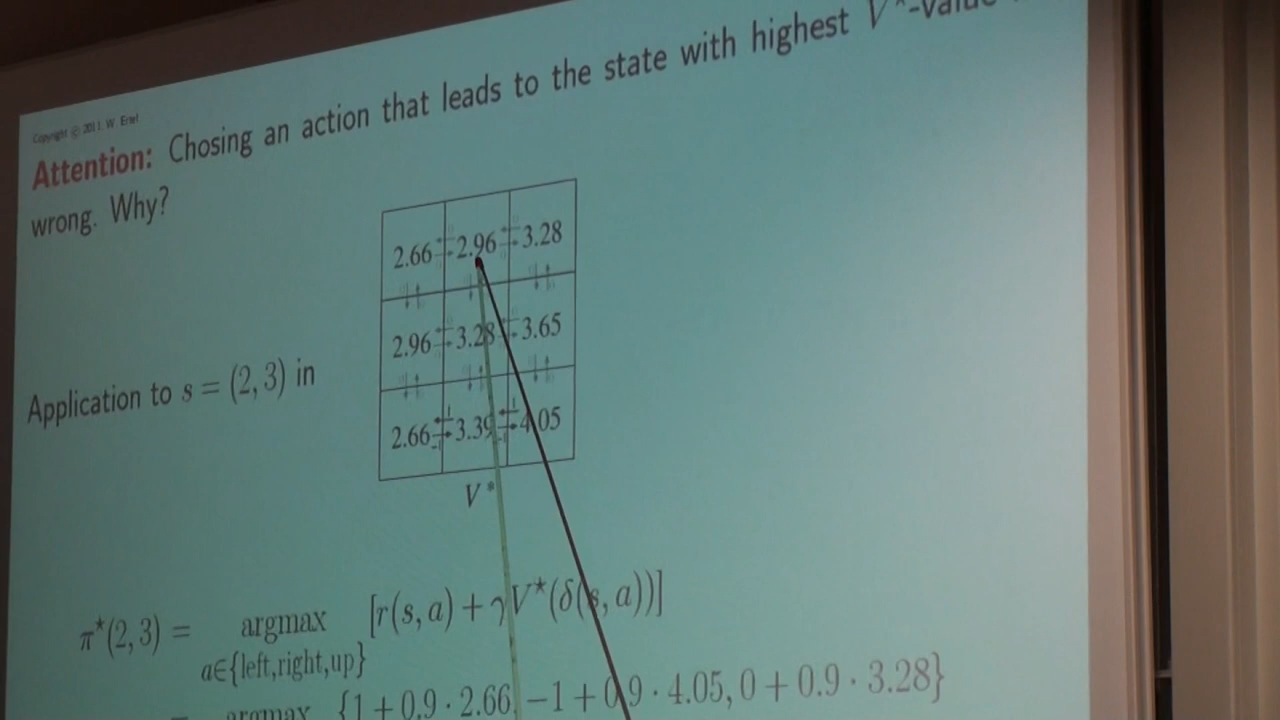 Copyright © 2011 W. Ertel
Attention: Chosing an action that leads to the state with highest V*-value
wrong. Why?
2.66 2.96 3.28
2.96 3.28 3.65
Application to s = (2, 3) in
2.66 3.39 4.05
V*
π*(2, 3) = argmax [r(s, a) + γV*(δ(s, a))]
a∈{left,right,up}
= argmax {1 + 0.9 · 2.66, −1 + 0.9 · 4.05, 0 + 0.9 · 3.28}